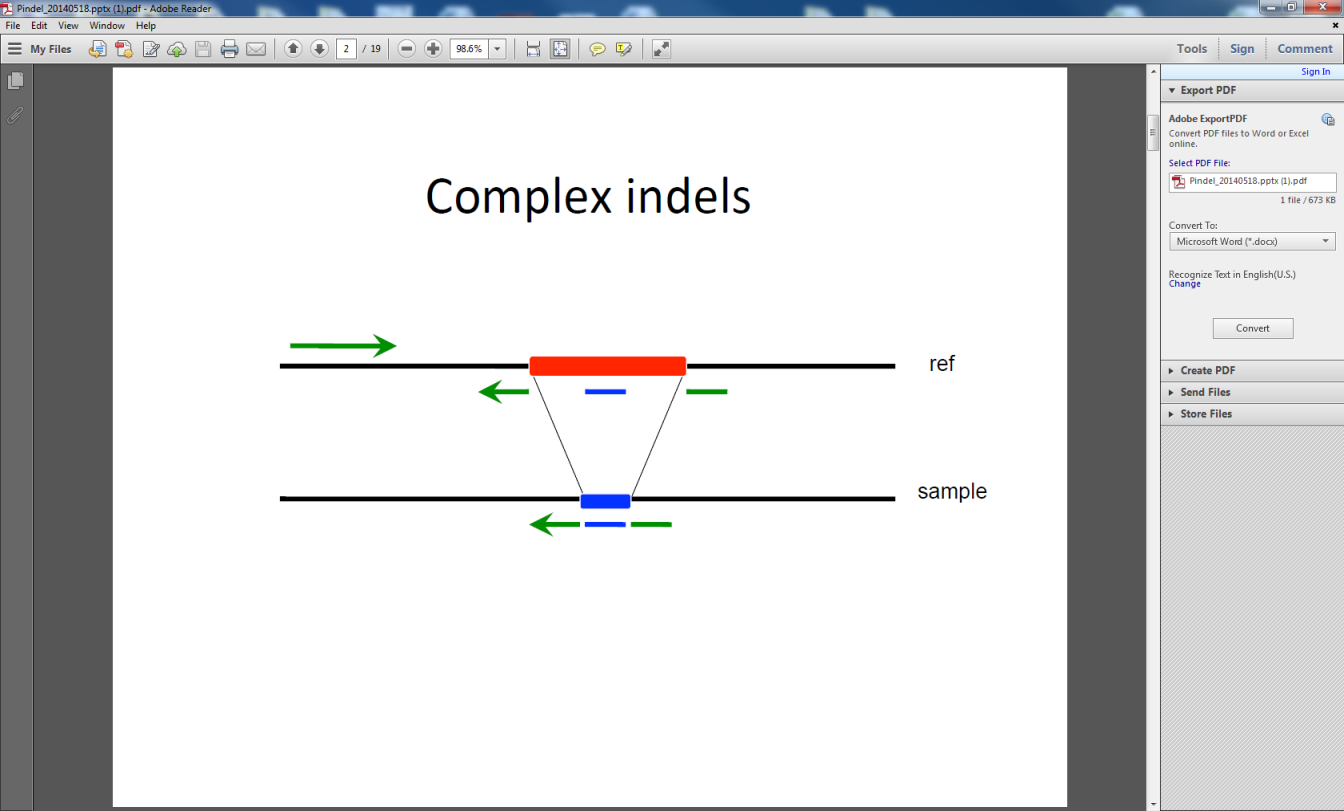 Pindel_20140518.pptx (1).pdf - Adobe Reader
File Edit View Window Help
My Files 2 / 19 98.6% Tools Sign Comment
Sign In
Export PDF
Adobe ExportPDF
Convert PDF files to Word or Excel
online.
Select PDF File:
Pindel_20140518.pptx (1).pdf
1 file / 673 KB
Convert To:
Microsoft Word (*.docx)
Recognize Text in English(U.S.)
Change
Convert
Create PDF
Send Files
Store Files
Complex indels
ref
sample